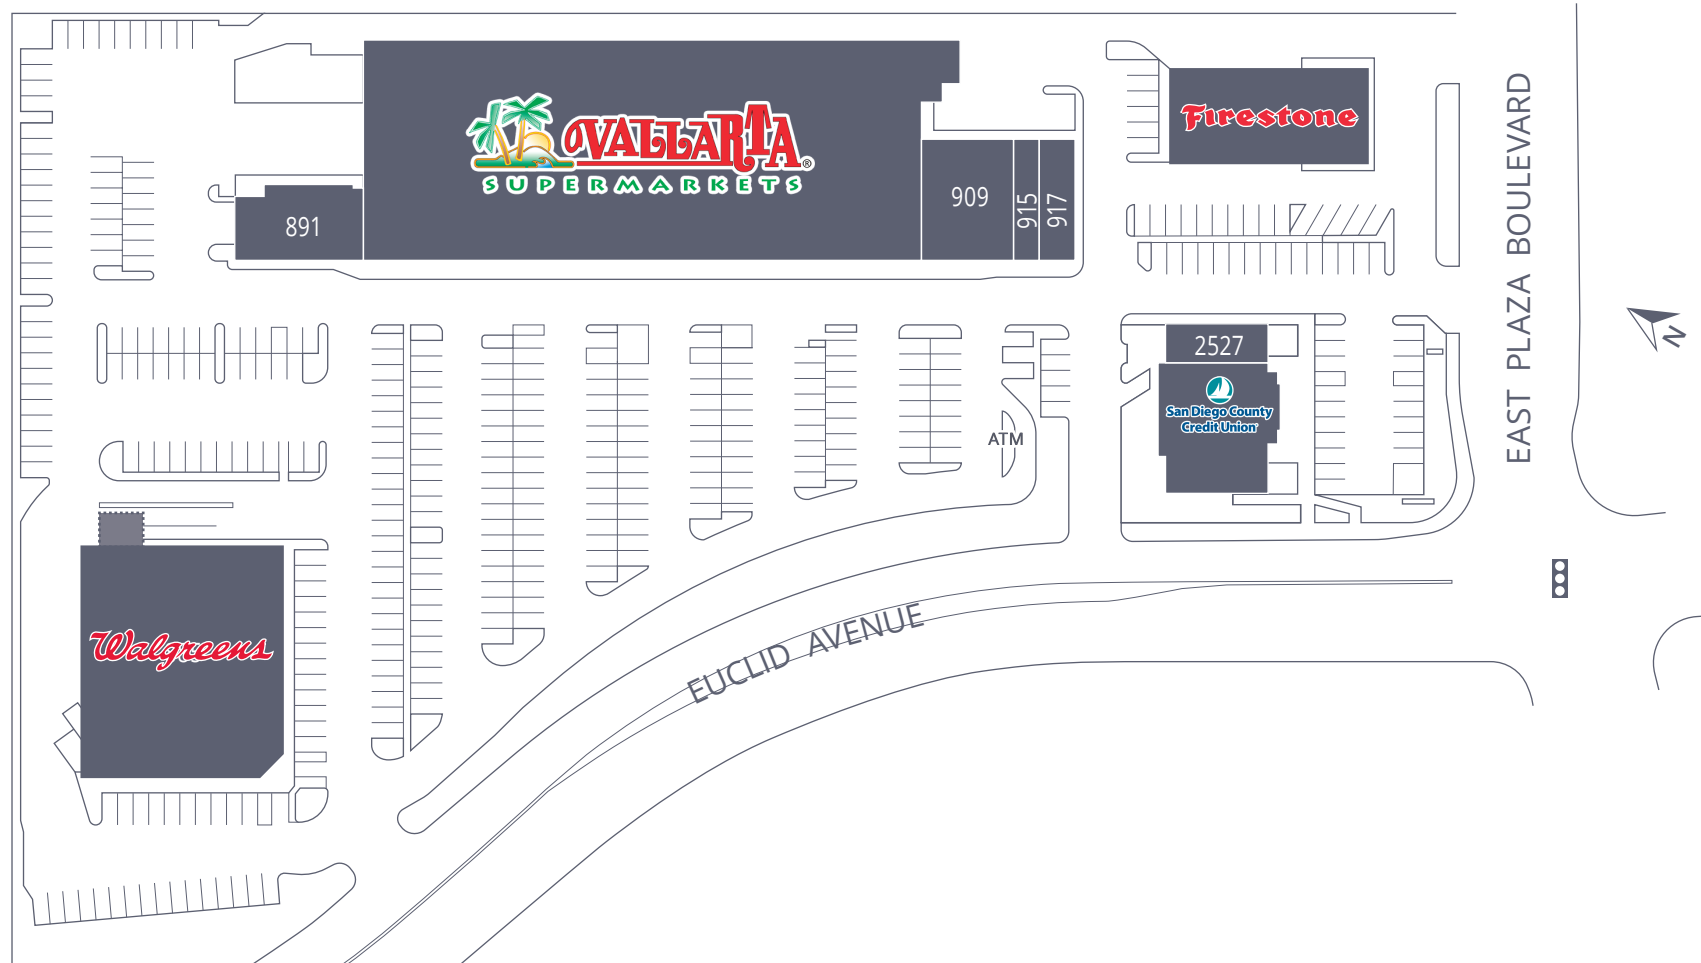 VALLARTA®
SUPERMARKETS
Firestone
891
909
915
917
2527
San Diego County
Credit Union
ATM
EAST PLAZA BOULEVARD
N
Walgreens
EUCLID AVENUE